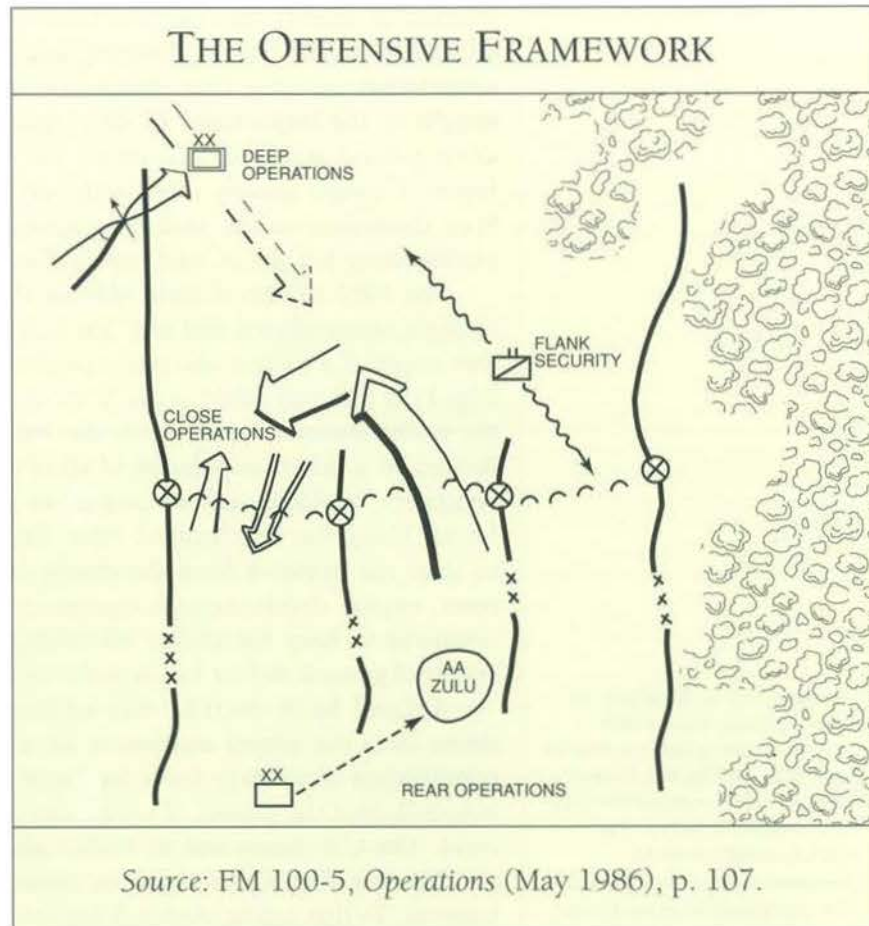 THE OFFENSIVE FRAMEWORK
XX
DEEP
OPERATIONS
FLANK
SECURITY
CLOSE
OPERATIONS
x
x
x
x
x
x
x
x
x
AA
ZULU
XX
REAR OPERATIONS
Source: FM 100-5, Operations (May 1986), p. 107.